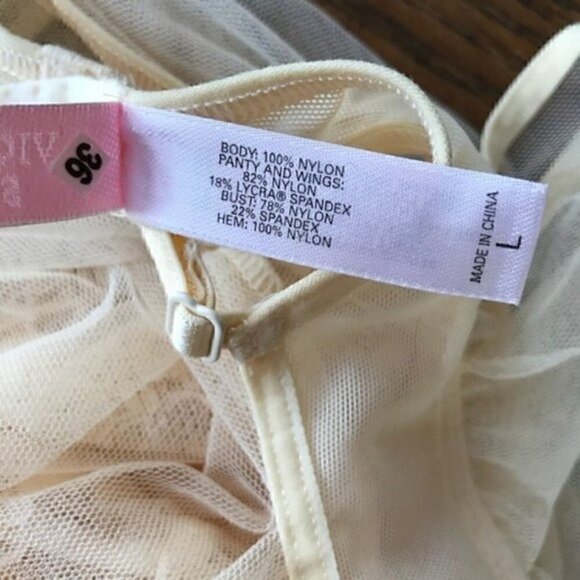 36
BODY: 100% NYLON
PANTY AND WINGS:
82% NYLON
18% LYCRA® SPANDEX
BUST: 78% NYLON
22% SPANDEX
HEM: 100% NYLON
MADE IN CHINA
L